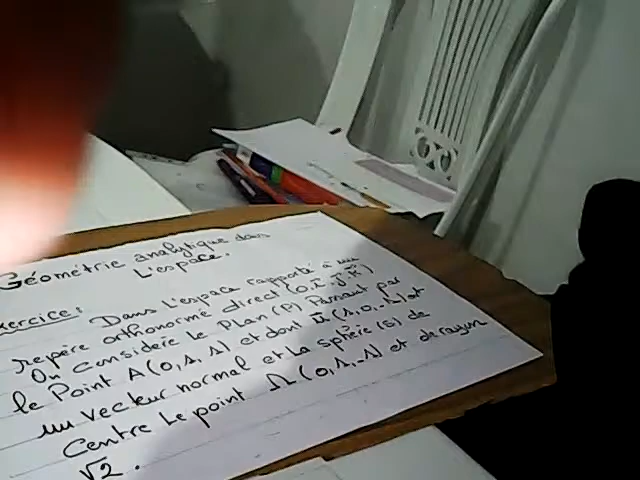 Géométrie analytique dans
L'espace.
Exercice:
Dans L'espace rapporté à un
repère orthonormé direct (O, i, j, k)
On considère le Plan (P) Passant par
le Point A(0,1,1) et dont u(1,0,-1) est
un Vecteur normal et La sphère (S) de
Centre Le point Ω(0,1,-1) et de rayon
√2.